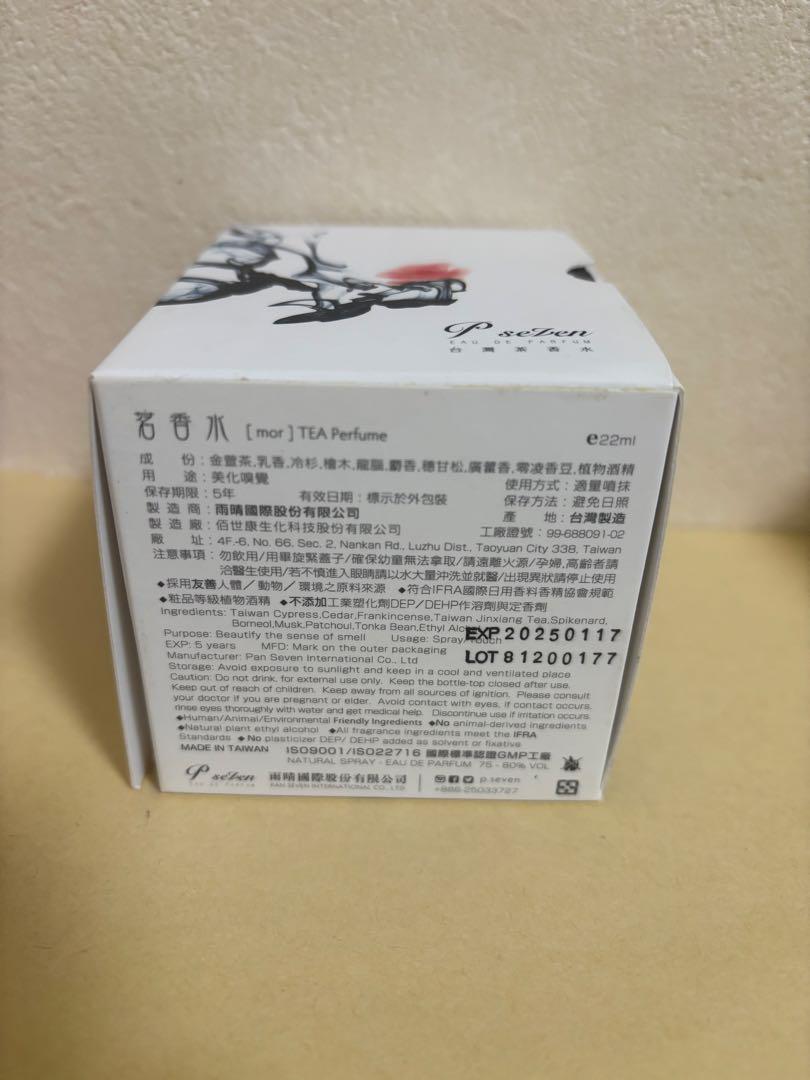 P seZen
EAU DE PARFUM
台灣茶香水
茗香水 [mor] TEA Perfume
℮22ml
成 份：金萱茶,乳香,冷杉,檜木,龍腦,麝香,穗甘松,廣藿香,零凌香豆,植物酒精
用 途：美化嗅覺 使用方式：適量噴抹
保存期限：5年 有效日期：標示於外包裝 保存方法：避免日照
製 造 商：雨晴國際股份有限公司 產 地：台灣製造
製 造 廠：佰世康生化科技股份有限公司 工廠證號：99-688091-02
廠 址：4F.-6, No. 66, Sec. 2, Nankan Rd., Luzhu Dist., Taoyuan City 338, Taiwan
注意事項：勿飲用/用畢旋緊蓋子/確保幼童無法拿取/請遠離火源/孕婦,高齡者請
洽醫生使用/若不慎進入眼睛請以水大量沖洗並就醫/出現異狀請停止使用
◆採用友善人體／動物／環境之原料來源 ◆符合IFRA國際日用香料香精協會規範
◆粧品等級植物酒精 ◆不添加工業塑化劑DEP/DEHP作溶劑與定香劑
Ingredients: Taiwan Cypress,Cedar,Frankincense,Taiwan Jinxiang Tea,Spikenard,
Borneol,Musk,Patchoul,Tonka Bean,Ethyl
Purpose: Beautify the sense of smell Usage: Spray/Touch
EXP 20250117
EXP: 5 years MFD: Mark on the outer packaging
LOT 81200177
Manufacturer: Pan Seven International Co., Ltd
Storage: Avoid exposure to sunlight and keep in a cool and ventilated place
Caution: Do not drink, for external use only. Keep the bottle-top closed after use.
Keep out of reach of children. Keep away from all sources of ignition. Please consult
your doctor if you are pregnant or elder. Avoid contact with eyes, if contact occurs,
rinse eyes thoroughly with water and get medical help. Discontinue use if irritation occurs.
◆Human/Animal/Environmental Friendly Ingredients ◆No animal-derived ingredients
◆Natural plant ethyl alcohol ◆All fragrance ingredients meet the IFRA
Standards ◆No plasticizer DEP/ DEHP added as solvent or fixative
MADE IN TAIWAN ISO9001/ISO22716 國際標準認證GMP工廠
NATURAL SPRAY - EAU DE PARFUM 75 - 80% VOL
P seZen
EAU DE PARFUM
雨晴國際股份有限公司
PAN SEVEN INTERNATIONAL CO., LTD
p.seven
+886-25033727